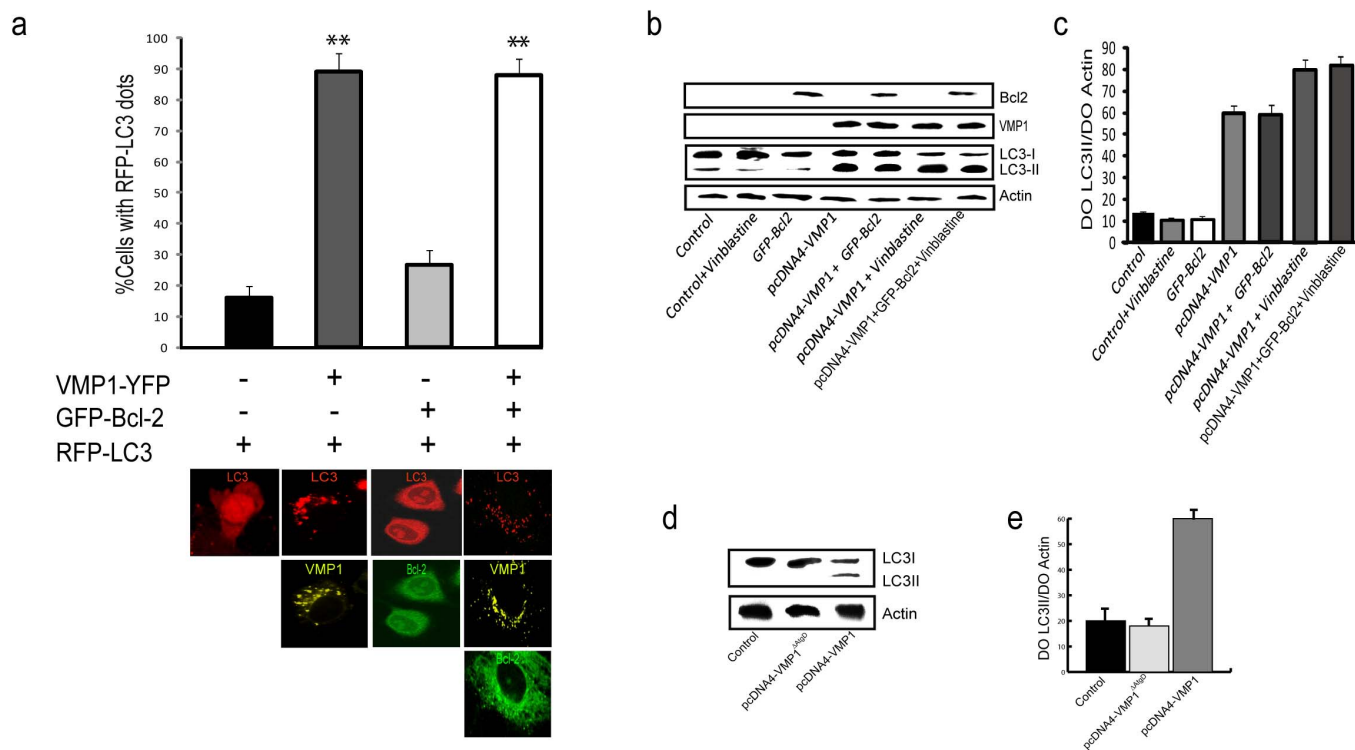 a
%Cells with RFP-LC3 dots
100
90
80
70
60
50
40
30
20
10
0
**
**
VMP1-YFP - + - +
GFP-Bcl-2 - - + +
RFP-LC3 + + + +
LC3 LC3 LC3 LC3
VMP1 Bcl-2 VMP1
Bcl-2
b
Bcl2
VMP1
LC3-I
LC3-II
Actin
Control
Control+Vinblastine
GFP-Bcl2
pcDNA4-VMP1
pcDNA4-VMP1 + GFP-Bcl2
pcDNA4-VMP1 + Vinblastine
pcDNA4-VMP1+GFP-Bcl2+Vinblastine
c
DO LC3II/DO Actin
90
80
70
60
50
40
30
20
10
0
Control
Control+Vinblastine
GFP-Bcl2
pcDNA4-VMP1
pcDNA4-VMP1 + GFP-Bcl2
pcDNA4-VMP1 + Vinblastine
pcDNA4-VMP1+GFP-Bcl2+Vinblastine
d
LC3I
LC3II
Actin
Control
pcDNA4-VMP1ΔAtgD
pcDNA4-VMP1
e
DO LC3II/DO Actin
60
50
40
30
20
10
0
Control
pcDNA4-VMP1ΔAtgD
pcDNA4-VMP1